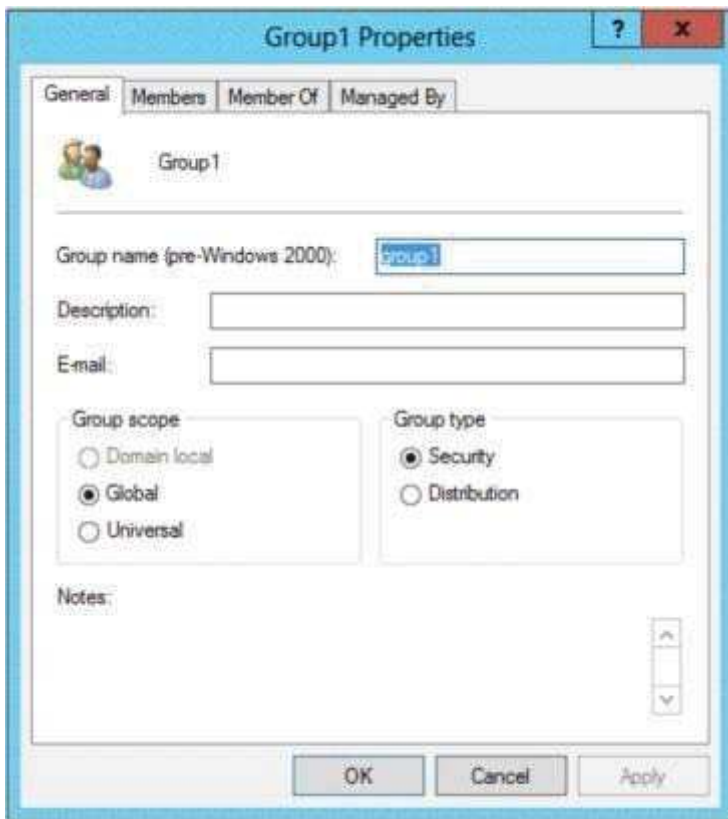 Group1 Properties
? x
General Members Member Of Managed By
Group1
Group name (pre-Windows 2000): group1
Description:
E-mail:
Group scope Group type
Domain local Security
Global Distribution
Universal
Notes:
OK Cancel Apply